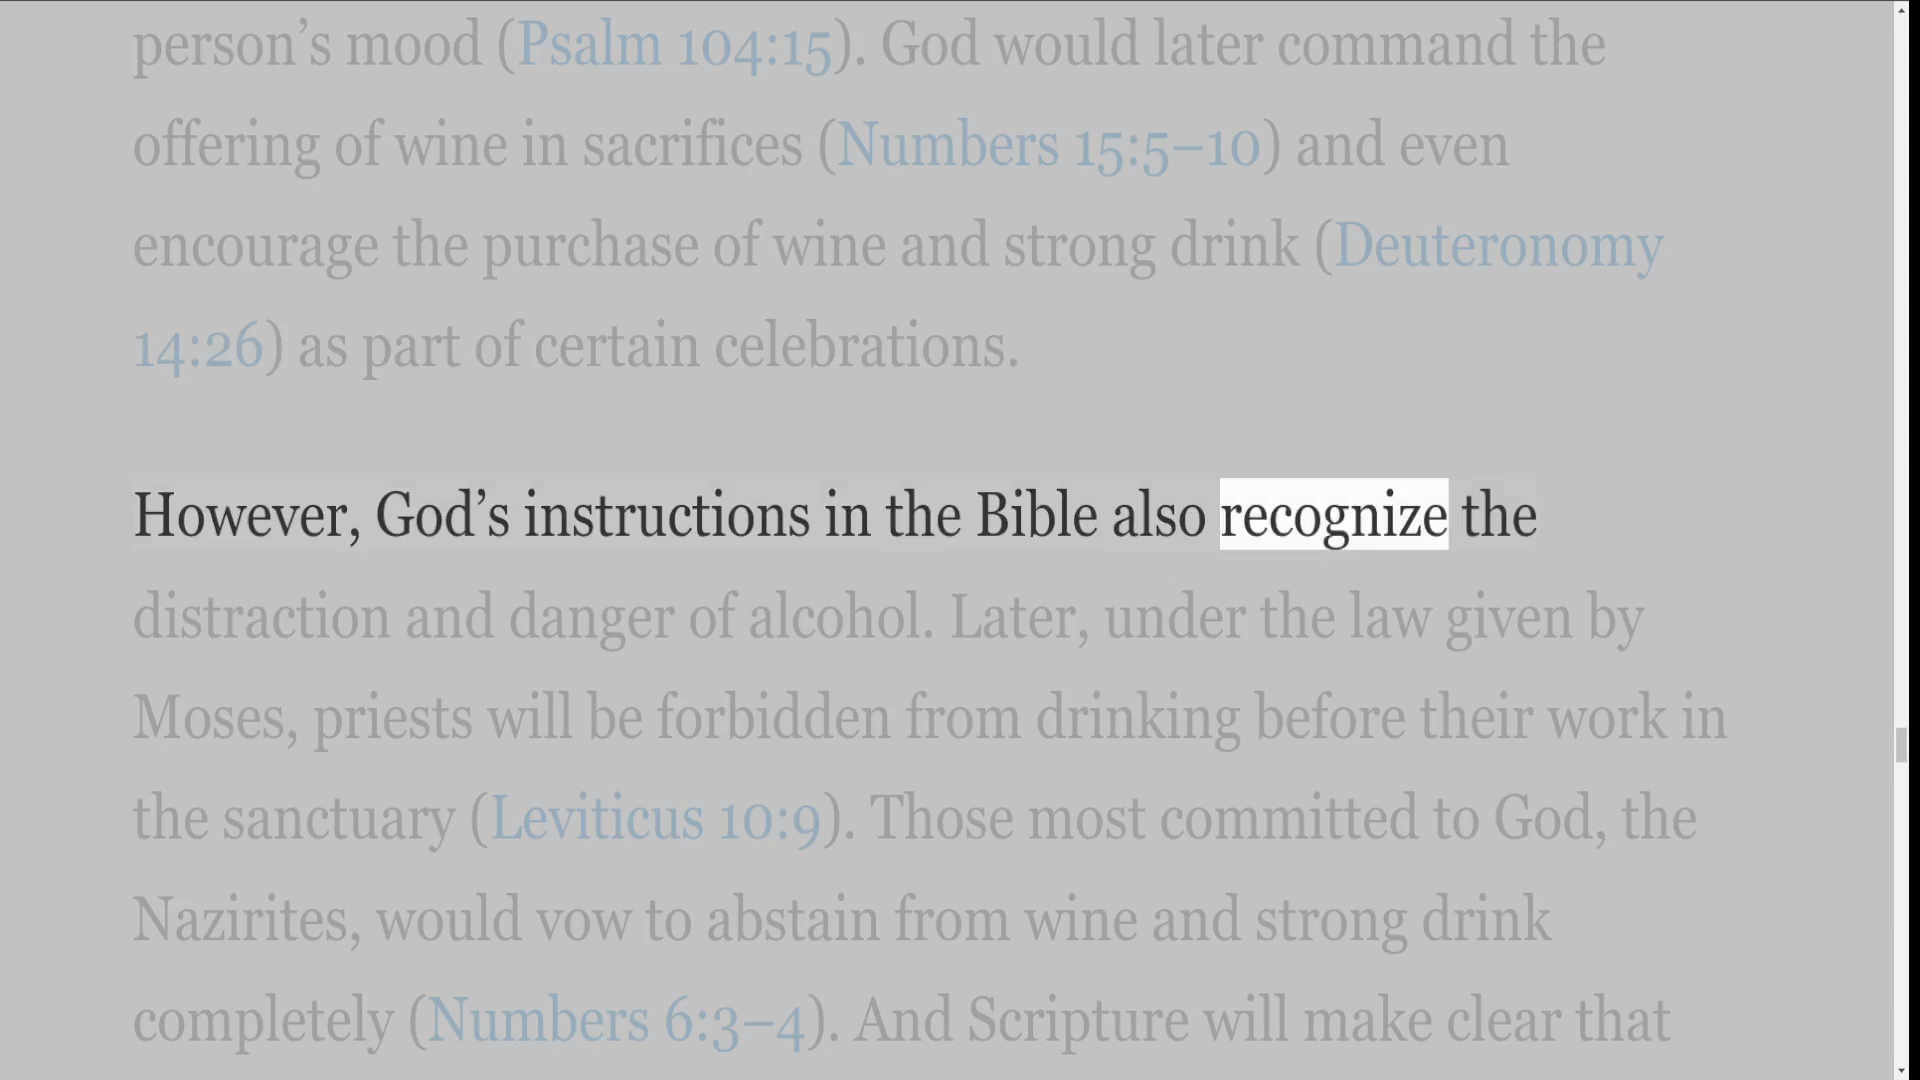 person’s mood (Psalm 104:15). God would later command the
offering of wine in sacrifices (Numbers 15:5–10) and even
encourage the purchase of wine and strong drink (Deuteronomy
14:26) as part of certain celebrations.
However, God’s instructions in the Bible also recognize the
distraction and danger of alcohol. Later, under the law given by
Moses, priests will be forbidden from drinking before their work in
the sanctuary (Leviticus 10:9). Those most committed to God, the
Nazirites, would vow to abstain from wine and strong drink
completely (Numbers 6:3–4). And Scripture will make clear that